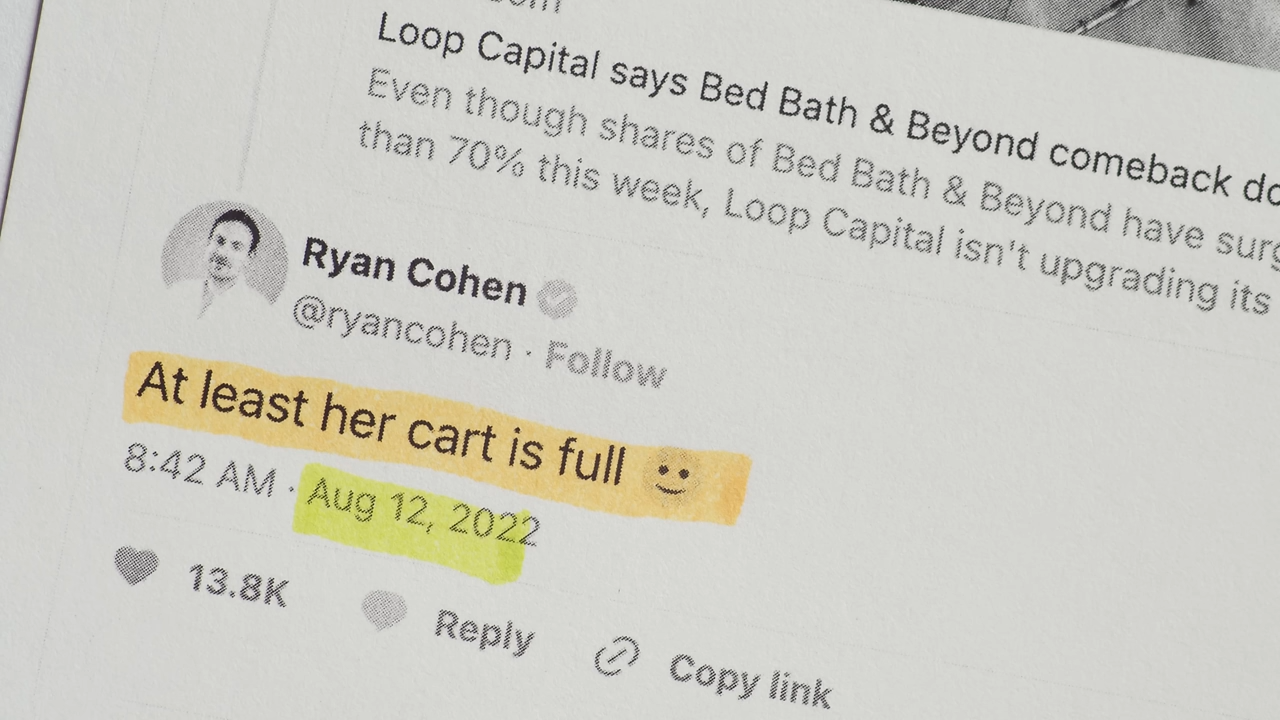 Loop Capital says Bed Bath & Beyond comeback
Even though shares of Bed Bath & Beyond have
than 70% this week, Loop Capital isn't upgrading its
Ryan Cohen
@ryancohen · Follow
At least her cart is full 🙂
8:42 AM · Aug 12, 2022
13.8K Reply Copy link